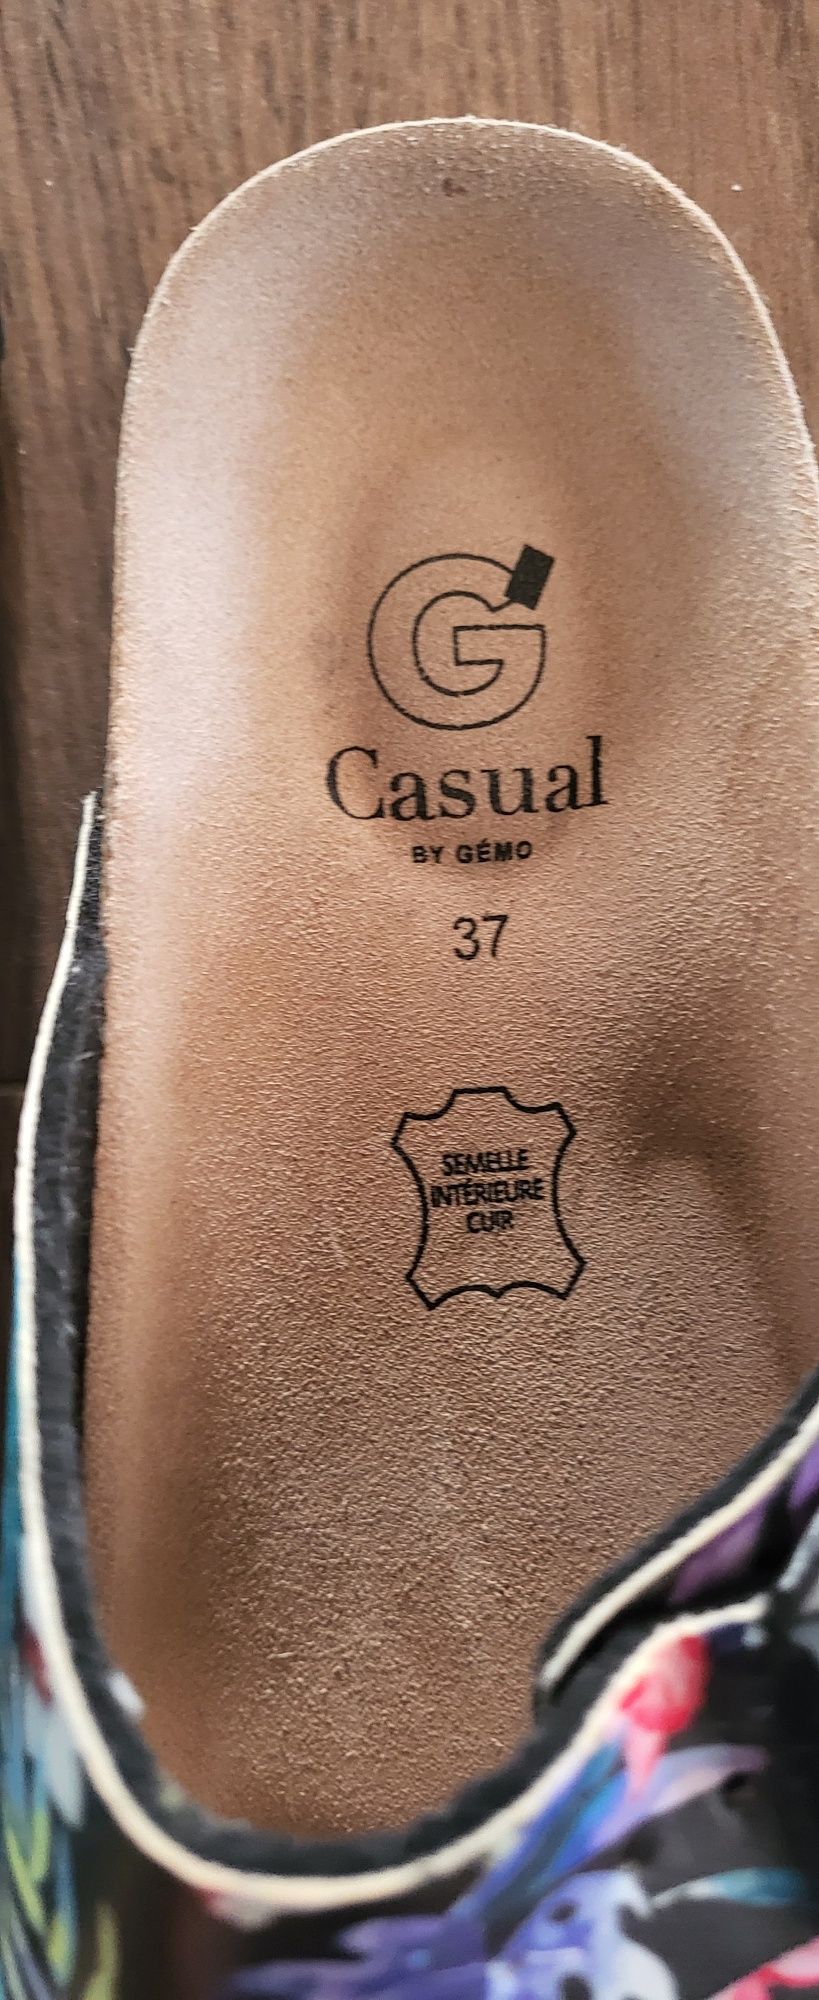 G
Casual
BY GÉMO
37
SEMELLE
INTÉRIEURE
CUIR